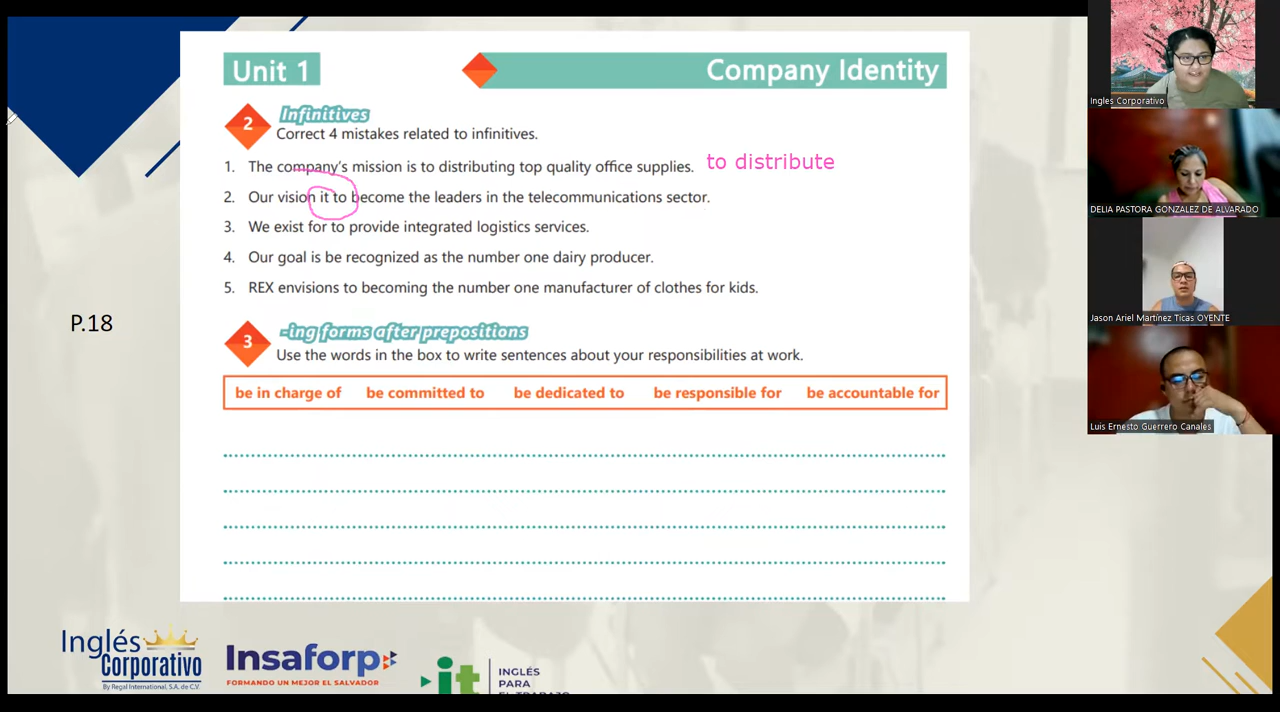 Unit 1
Company Identity
2
Infinitives
Correct 4 mistakes related to infinitives.
1. The company's mission is to distributing top quality office supplies. to distribute
2. Our vision it to become the leaders in the telecommunications sector.
3. We exist for to provide integrated logistics services.
4. Our goal is be recognized as the number one dairy producer.
5. REX envisions to becoming the number one manufacturer of clothes for kids.
P.18
3
-ing forms after prepositions
Use the words in the box to write sentences about your responsibilities at work.
be in charge of be committed to be dedicated to be responsible for be accountable for
Inglés
Corporativo
By Regal International, S.A. de C.V.
Insaforp
FORMANDO UN MEJOR EL SALVADOR
it
INGLÉS
PARA
EL TRABAJO
Ingles Corporativo
DELIA PASTORA GONZALEZ DE ALVARADO
Jason Ariel Martínez Ticas OYENTE
Luis Ernesto Guerrero Canales